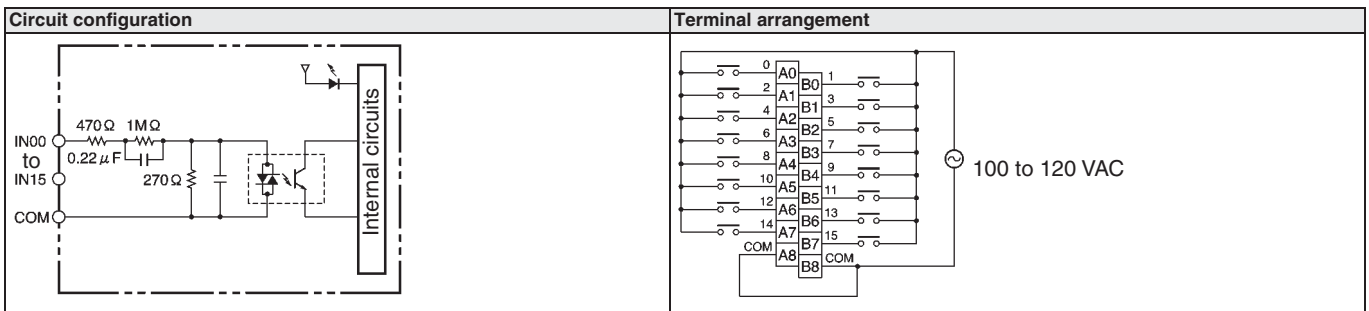 Circuit configuration
Terminal arrangement
470Ω 1MΩ
IN00
to
IN15
0.22μF
270Ω
COM
Internal circuits
0 A0
B0 1
2 A1
B1 3
4 A2
B2 5
6 A3
B3 7
8 A4
B4 9
10 A5
B5 11
12 A6
B6 13
14 A7
B7 15
COM A8
B8 COM
100 to 120 VAC